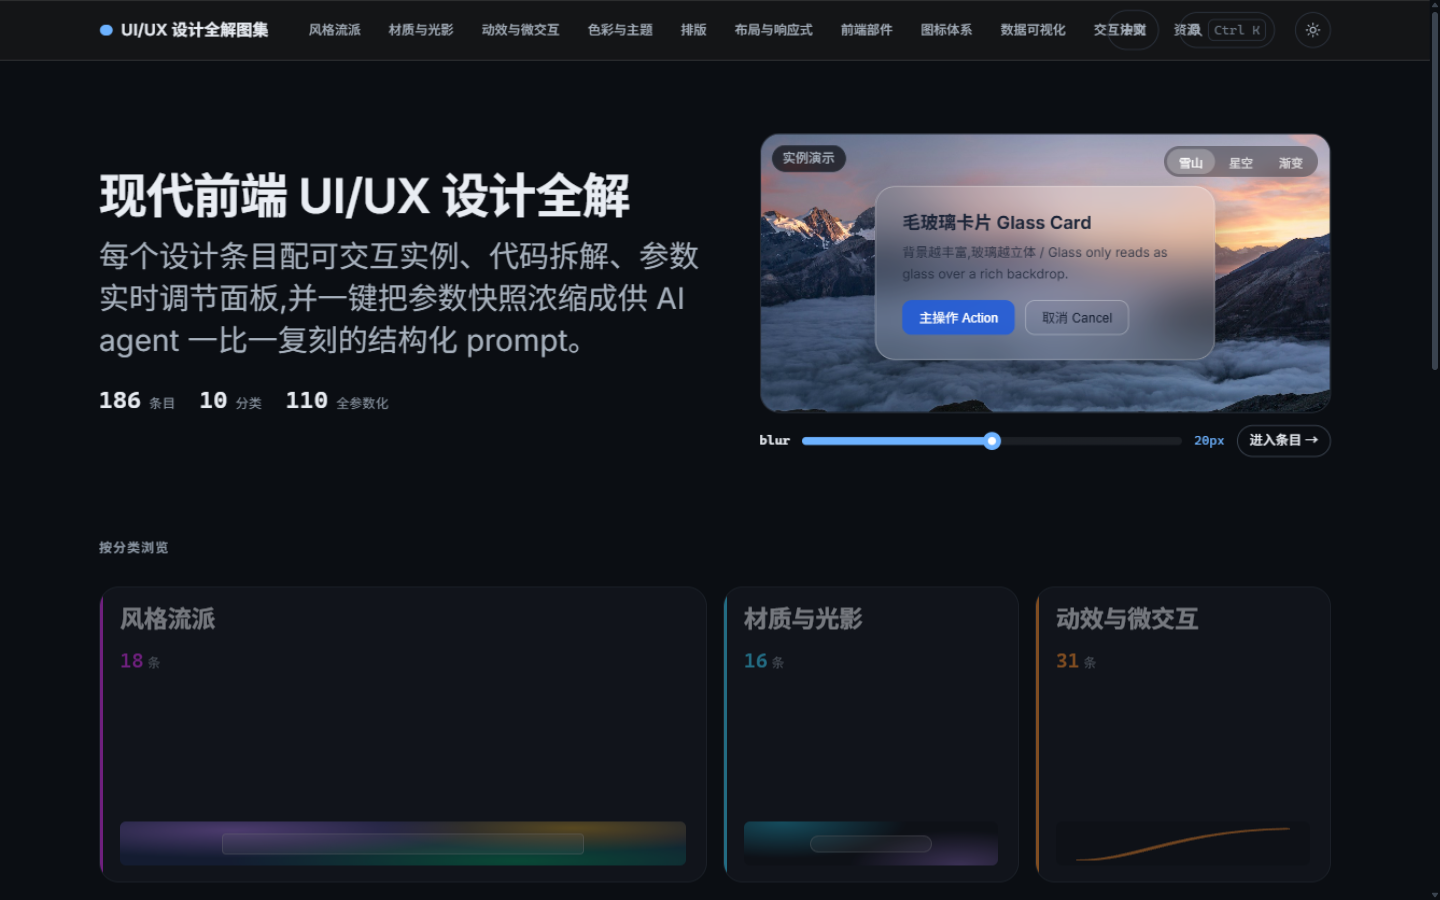 UI/UX 设计全解图集
风格流派
材质与光影
动效与微交互
色彩与主题
排版
布局与响应式
前端部件
图标体系
数据可视化
交互
资源
Ctrl K
现代前端 UI/UX 设计全解
每个设计条目配可交互实例、代码拆解、参数
实时调节面板,并一键把参数快照浓缩成供 AI
agent 一比一复刻的结构化 prompt。
186 条目 10 分类 110 全参数化
实例演示
雪山 星空 渐变
毛玻璃卡片 Glass Card
背景越丰富,玻璃越立体 / Glass only reads as
glass over a rich backdrop.
主操作 Action
取消 Cancel
blur
20px
进入条目 →
按分类浏览
风格流派
18 条
材质与光影
16 条
动效与微交互
31 条